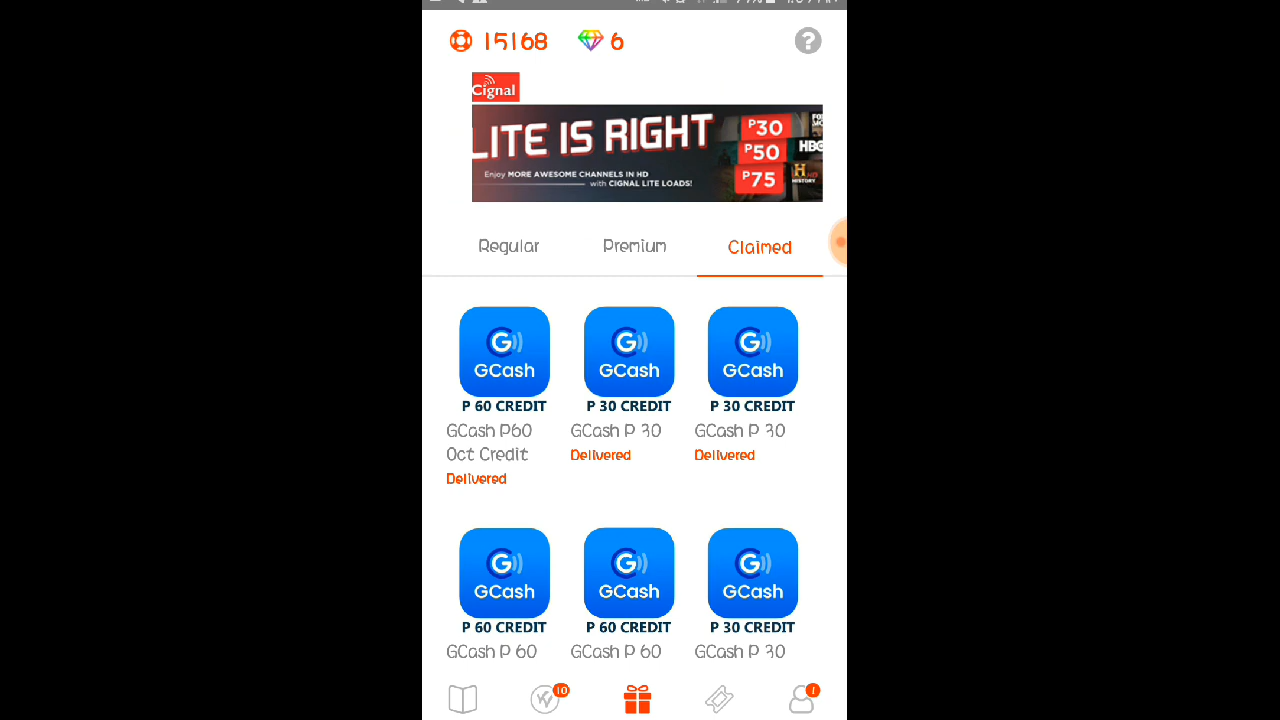 15168 6 ?
Cignal
LITE IS RIGHT
Enjoy MORE AWESOME CHANNELS IN HD
with CIGNAL LITE LOADS!
P30
P50
P75
HBO
HISTORY
Regular Premium Claimed
GCash GCash GCash
P 60 CREDIT P 30 CREDIT P 30 CREDIT
GCash P60 GCash P 30 GCash P 30
Oct Credit Delivered Delivered
Delivered
GCash GCash GCash
P 60 CREDIT P 60 CREDIT P 30 CREDIT
GCash P 60 GCash P 60 GCash P 30
10 1